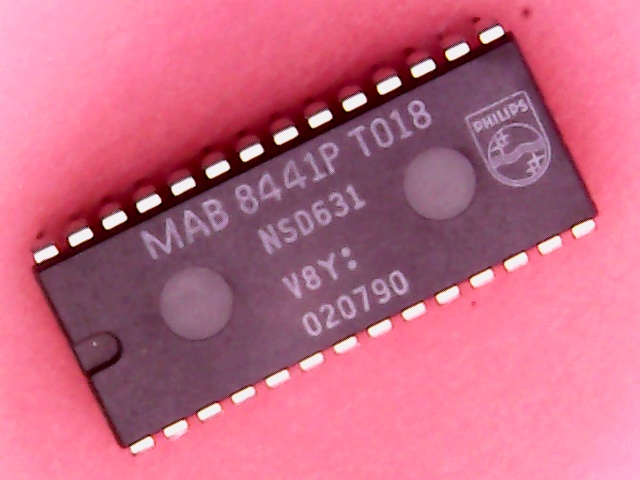 MAB 8441P T018
PHILIPS
NSD631
V8Y:
020790